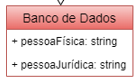 Banco de Dados
+ pessoaFísica: string
+ pessoaJurídica: string